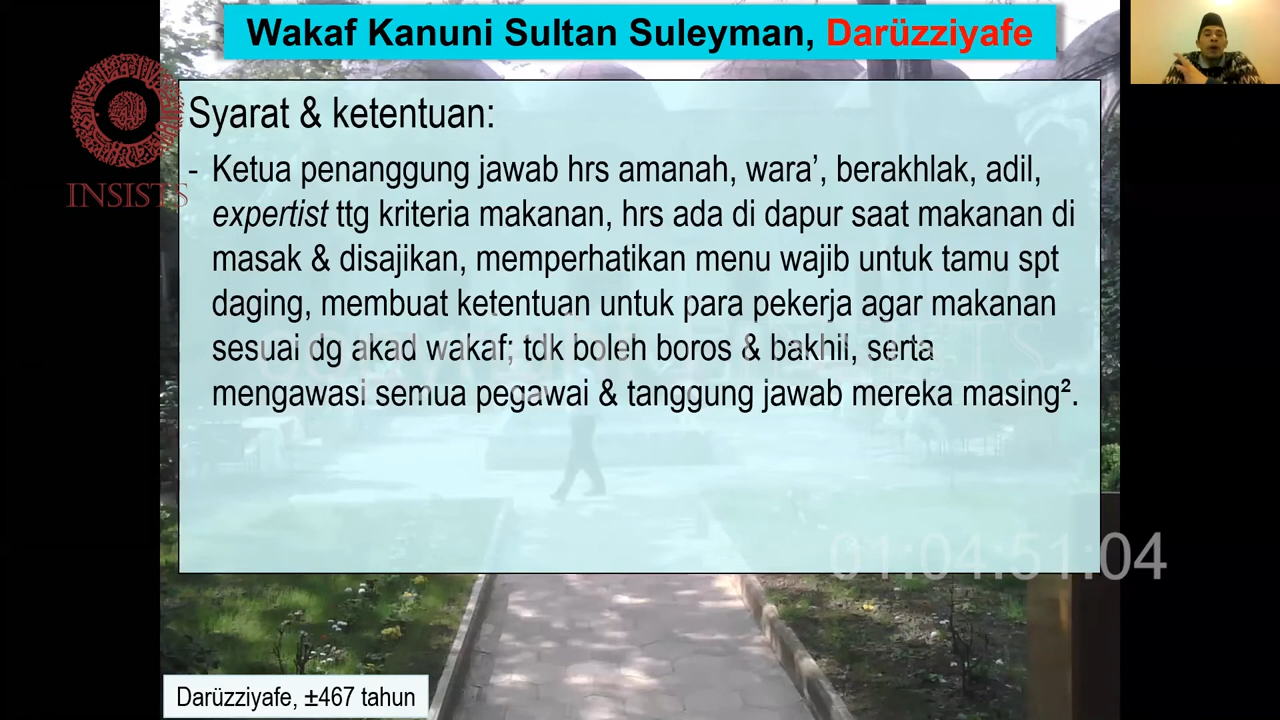 Wakaf Kanuni Sultan Suleyman, Darüzziyafe
INSISTS
Syarat & ketentuan:
- Ketua penanggung jawab hrs amanah, wara’, berakhlak, adil,
expertist ttg kriteria makanan, hrs ada di dapur saat makanan di
masak & disajikan, memperhatikan menu wajib untuk tamu spt
daging, membuat ketentuan untuk para pekerja agar makanan
sesuai dg akad wakaf; tdk boleh boros & bakhil, serta
mengawasi semua pegawai & tanggung jawab mereka masing².
01:04:51:04
Darüzziyafe, ±467 tahun